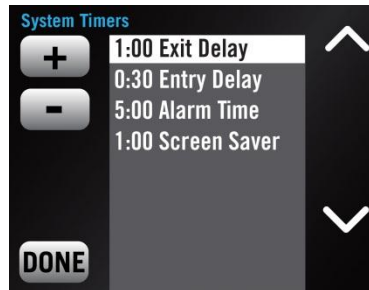 System Timers
+
1:00 Exit Delay
0:30 Entry Delay
-
5:00 Alarm Time
1:00 Screen Saver
DONE